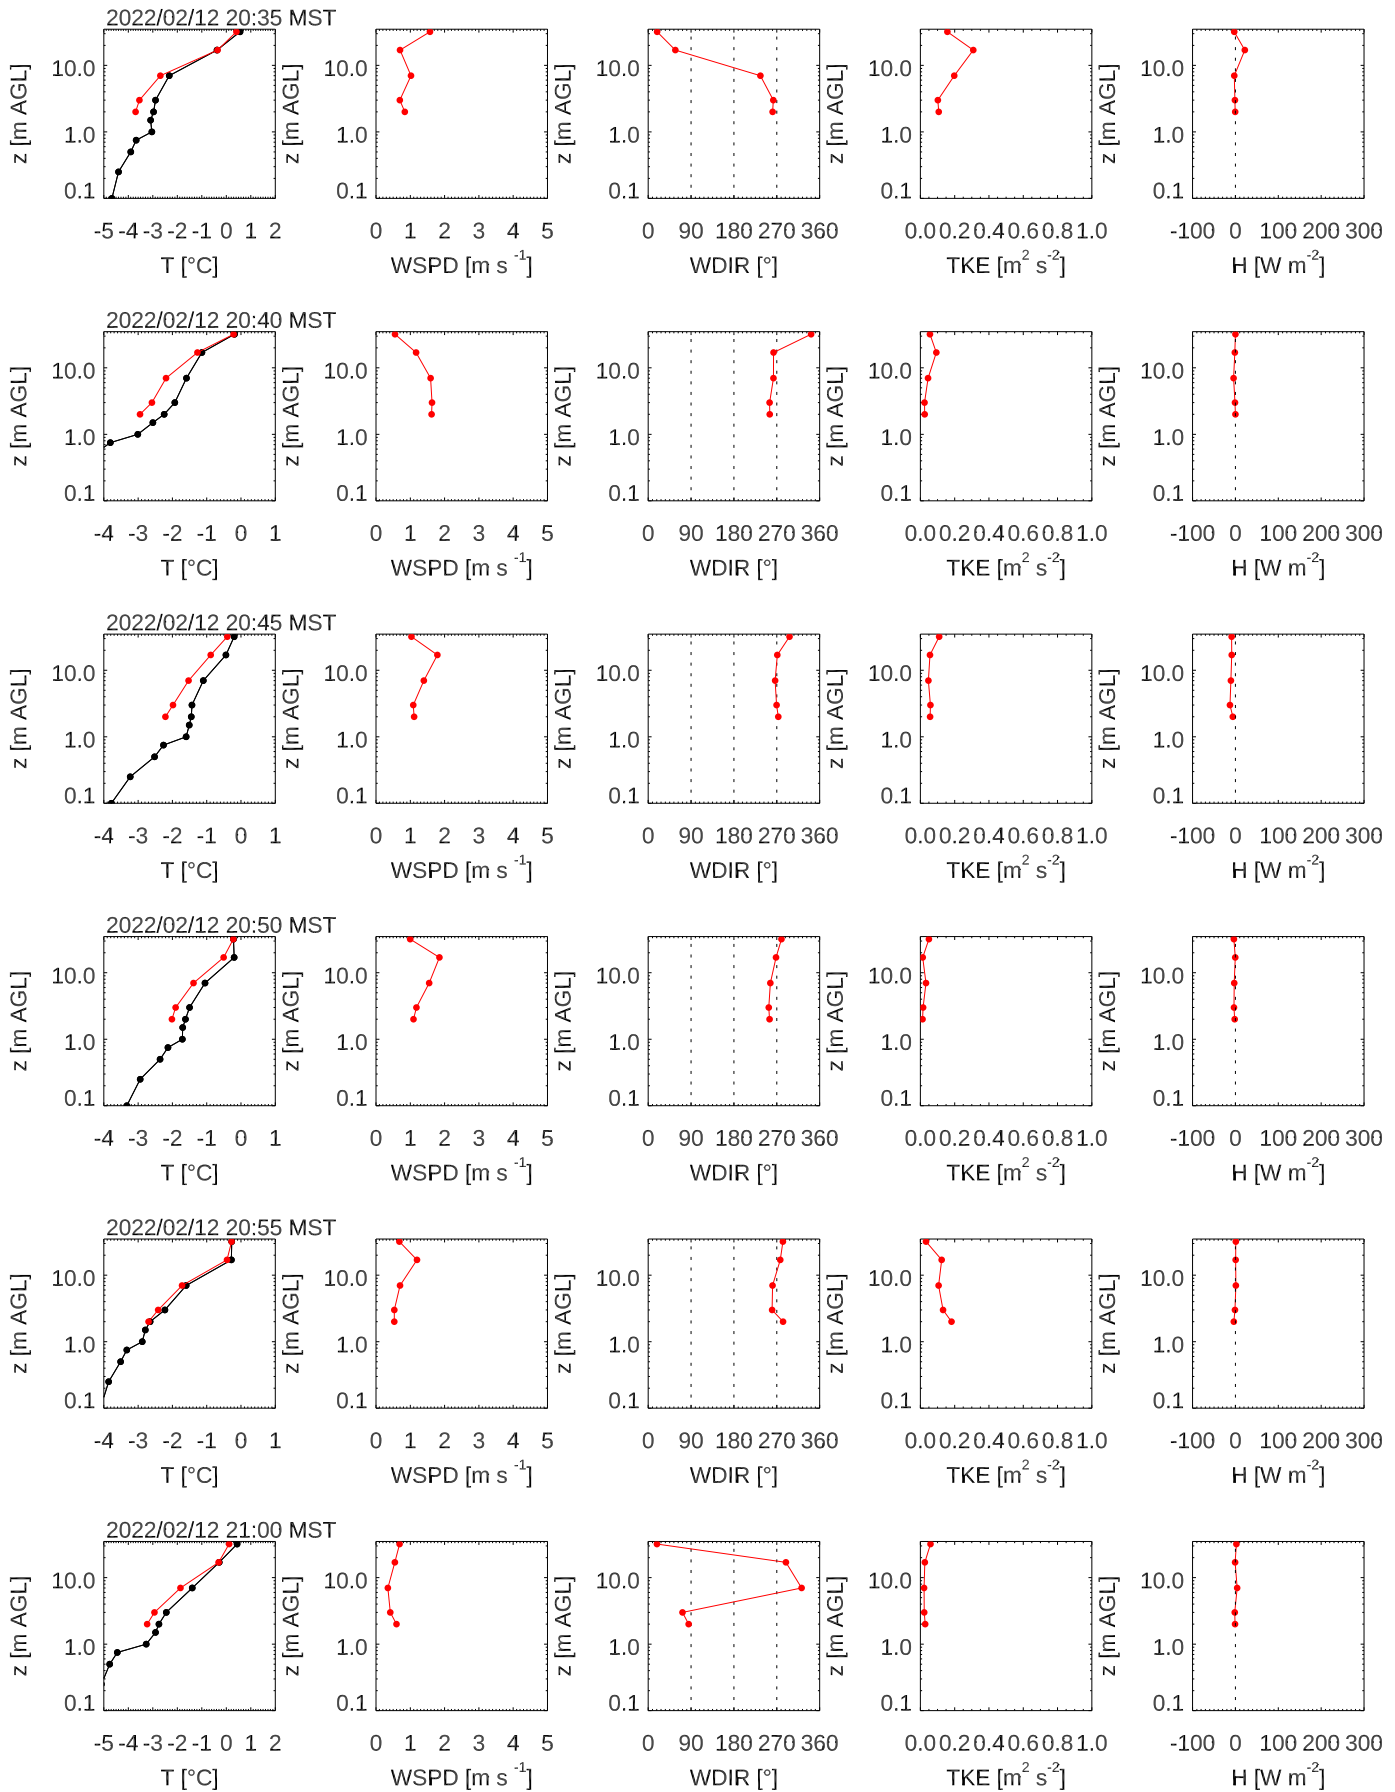 2022/02/12 20:35 MST
z [m AGL] 10.0 1.0 0.1 z [m AGL] 10.0 1.0 0.1 z [m AGL] 10.0 1.0 0.1 z [m AGL] 10.0 1.0 0.1 z [m AGL] 10.0 1.0 0.1
-5 -4 -3 -2 -1 0 1 2 0 1 2 3 4 5 0 90 180 270 360 0.0 0.2 0.4 0.6 0.8 1.0 -100 0 100 200 300
T [°C] WSPD [m s -1] WDIR [°] TKE [m2 s-2] H [W m-2]
2022/02/12 20:40 MST
z [m AGL] 10.0 1.0 0.1 z [m AGL] 10.0 1.0 0.1 z [m AGL] 10.0 1.0 0.1 z [m AGL] 10.0 1.0 0.1 z [m AGL] 10.0 1.0 0.1
-4 -3 -2 -1 0 1 0 1 2 3 4 5 0 90 180 270 360 0.0 0.2 0.4 0.6 0.8 1.0 -100 0 100 200 300
T [°C] WSPD [m s -1] WDIR [°] TKE [m2 s-2] H [W m-2]
2022/02/12 20:45 MST
z [m AGL] 10.0 1.0 0.1 z [m AGL] 10.0 1.0 0.1 z [m AGL] 10.0 1.0 0.1 z [m AGL] 10.0 1.0 0.1 z [m AGL] 10.0 1.0 0.1
-4 -3 -2 -1 0 1 0 1 2 3 4 5 0 90 180 270 360 0.0 0.2 0.4 0.6 0.8 1.0 -100 0 100 200 300
T [°C] WSPD [m s -1] WDIR [°] TKE [m2 s-2] H [W m-2]
2022/02/12 20:50 MST
z [m AGL] 10.0 1.0 0.1 z [m AGL] 10.0 1.0 0.1 z [m AGL] 10.0 1.0 0.1 z [m AGL] 10.0 1.0 0.1 z [m AGL] 10.0 1.0 0.1
-4 -3 -2 -1 0 1 0 1 2 3 4 5 0 90 180 270 360 0.0 0.2 0.4 0.6 0.8 1.0 -100 0 100 200 300
T [°C] WSPD [m s -1] WDIR [°] TKE [m2 s-2] H [W m-2]
2022/02/12 20:55 MST
z [m AGL] 10.0 1.0 0.1 z [m AGL] 10.0 1.0 0.1 z [m AGL] 10.0 1.0 0.1 z [m AGL] 10.0 1.0 0.1 z [m AGL] 10.0 1.0 0.1
-4 -3 -2 -1 0 1 0 1 2 3 4 5 0 90 180 270 360 0.0 0.2 0.4 0.6 0.8 1.0 -100 0 100 200 300
T [°C] WSPD [m s -1] WDIR [°] TKE [m2 s-2] H [W m-2]
2022/02/12 21:00 MST
z [m AGL] 10.0 1.0 0.1 z [m AGL] 10.0 1.0 0.1 z [m AGL] 10.0 1.0 0.1 z [m AGL] 10.0 1.0 0.1 z [m AGL] 10.0 1.0 0.1
-5 -4 -3 -2 -1 0 1 2 0 1 2 3 4 5 0 90 180 270 360 0.0 0.2 0.4 0.6 0.8 1.0 -100 0 100 200 300
T [°C] WSPD [m s -1] WDIR [°] TKE [m2 s-2] H [W m-2]